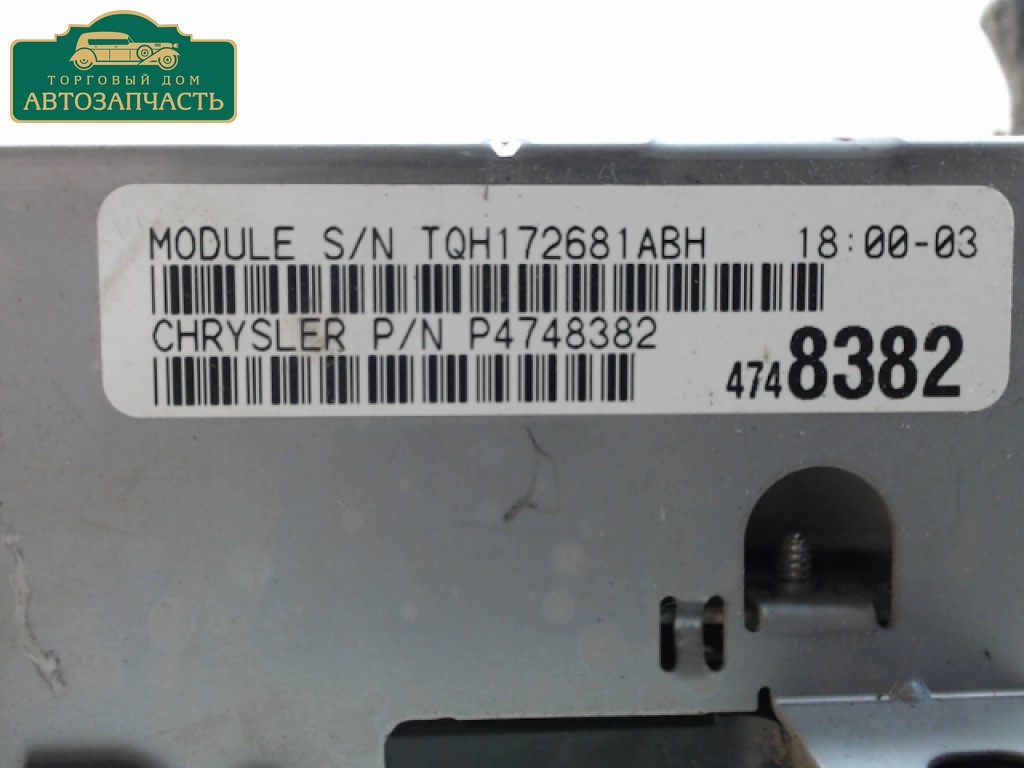 ТОРГОВЫЙ ДОМ
АВТОЗАПЧАСТЬ
MODULE S/N TQH172681ABH 18:00-03
CHRYSLER P/N P4748382
4748382